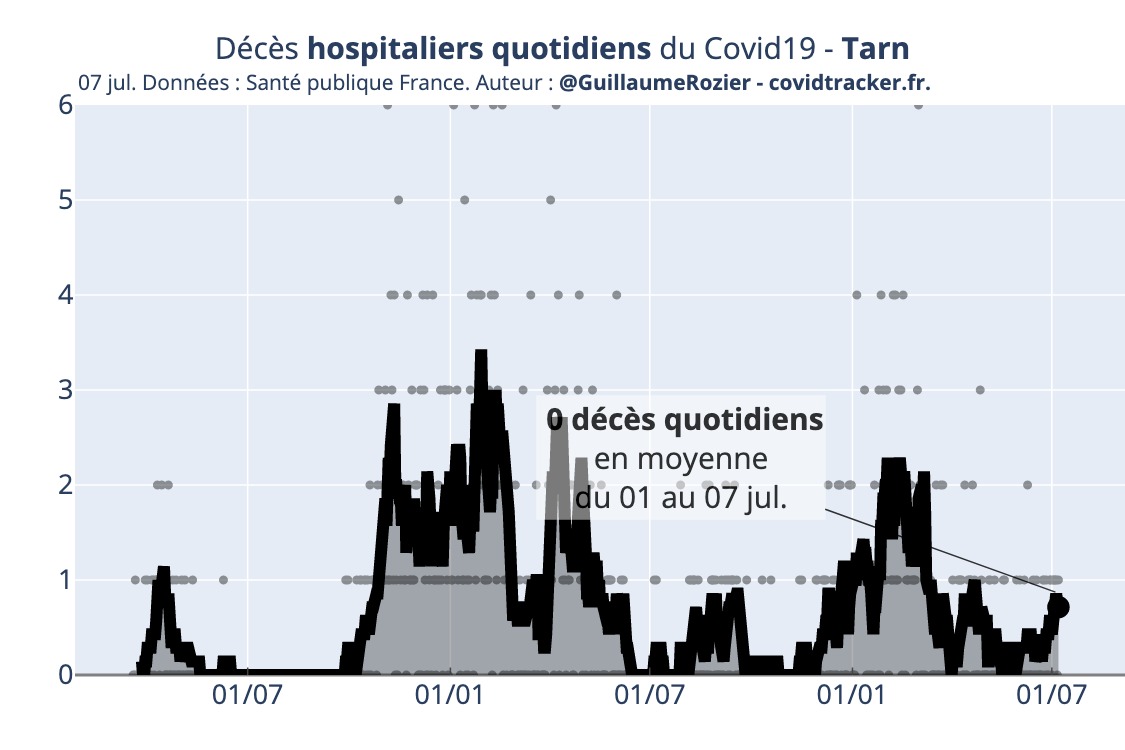 Décès hospitaliers quotidiens du Covid19 - Tarn
07 jul. Données : Santé publique France. Auteur : @GuillaumeRozier - covidtracker.fr.
6
5
4
3
0 décès quotidiens
en moyenne
2
du 01 au 07 jul.
1
0
01/07 01/01 01/07 01/01 01/07